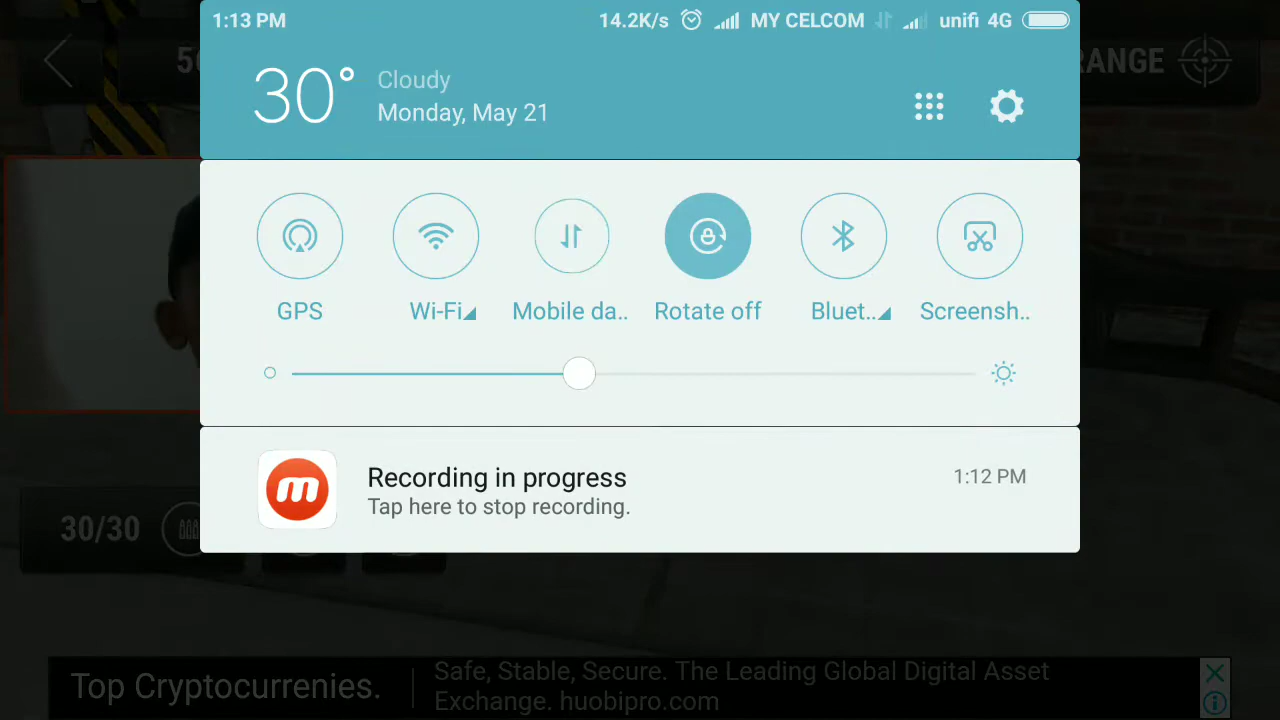 1:13 PM 14.2K/s MY CELCOM unifi 4G
50 RANGE
30° Cloudy
Monday, May 21
GPS Wi-Fi Mobile da.. Rotate off Bluet.. Screensh..
Recording in progress 1:12 PM
Tap here to stop recording.
30/30
Top Cryptocurrenies. Safe, Stable, Secure. The Leading Global Digital Asset
Exchange. huobipro.com